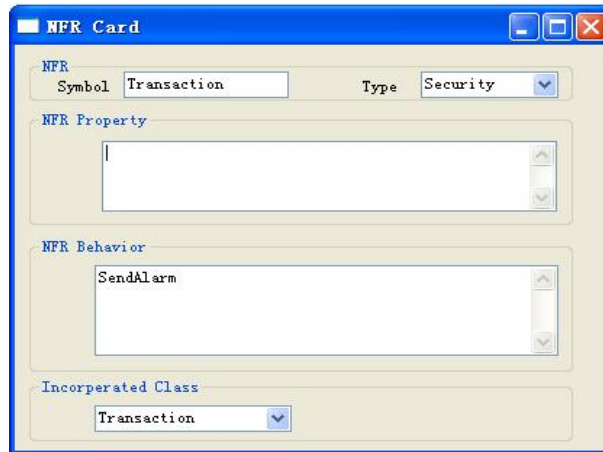 NFR Card
NFR
Symbol Transaction Type Security
NFR Property
NFR Behavior
SendAlarm
Incorperated Class
Transaction